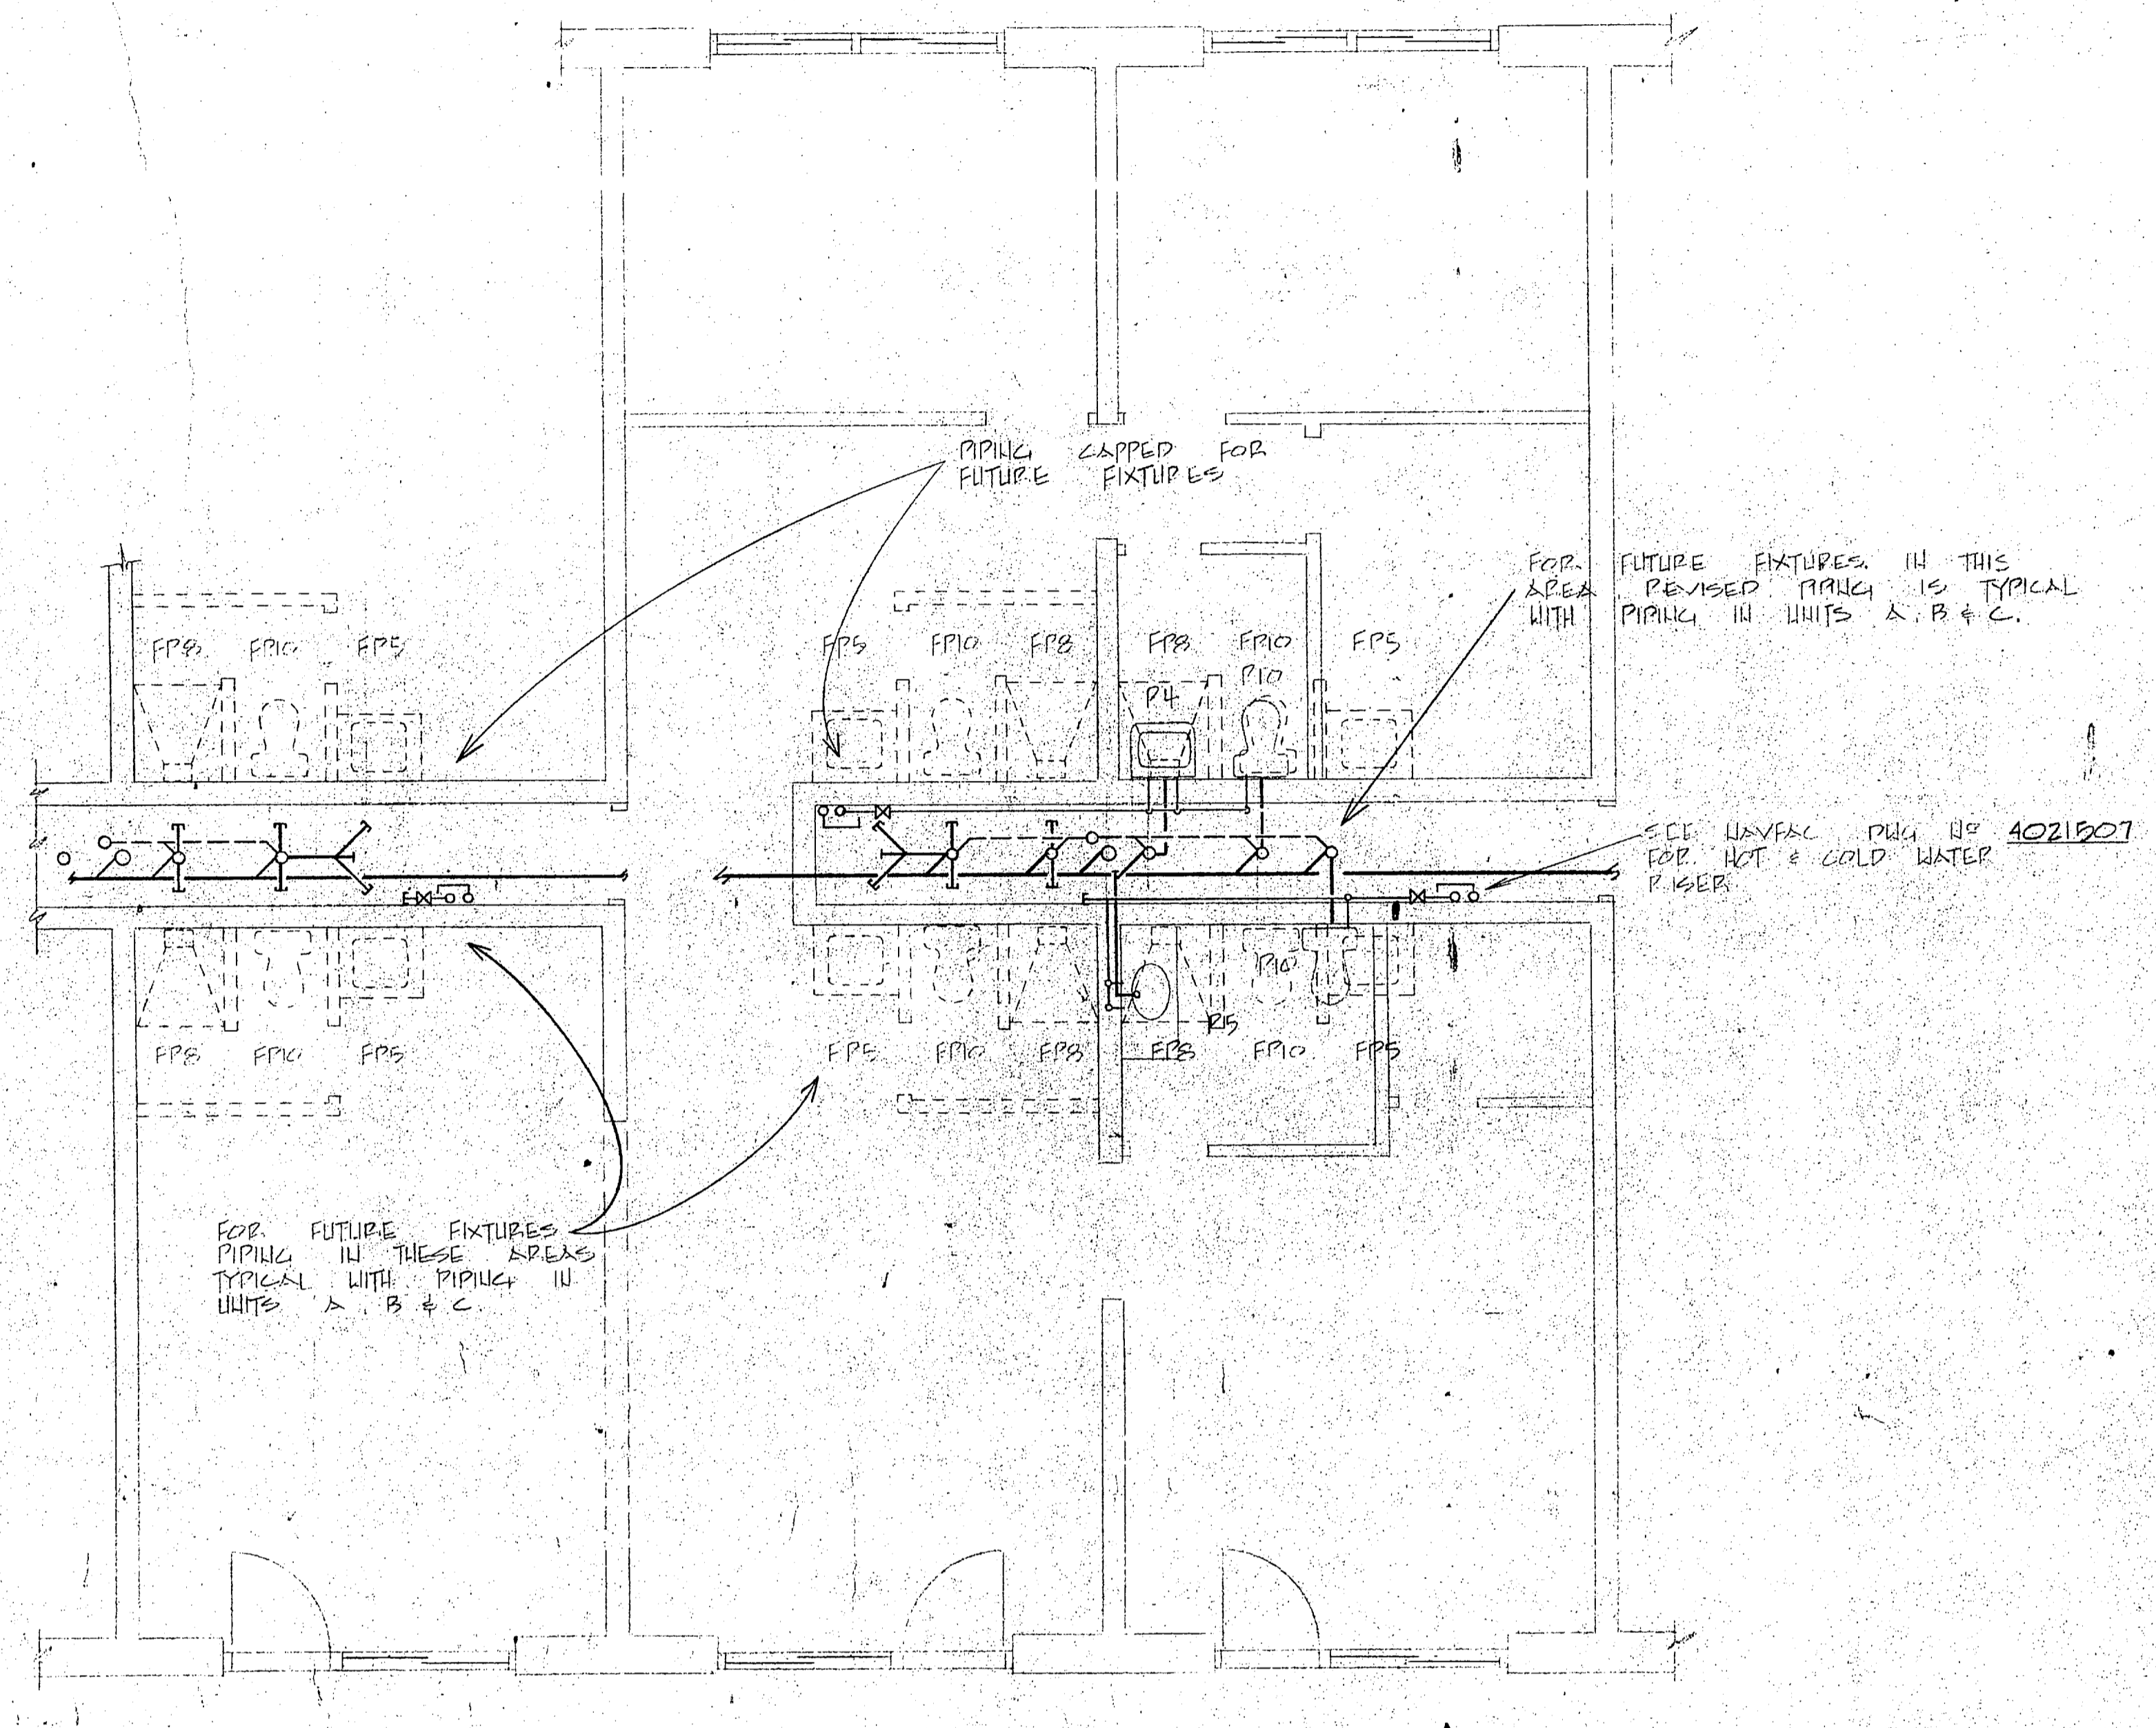 PIPING CAPPED FOR
FUTURE FIXTURES
FOR FUTURE FIXTURES. IN THIS
AREA REVISED PIPING IS TYPICAL
WITH PIPING IN UNITS A, B & C.
FP8 FP10 FP5
FP5 FP10 FP8 FP8 FP10 FP5
P4 P10
SEE NAVFAC DWG Nº 4021507
FOR HOT & COLD WATER
RISER
P10
P5
FP8 FP10 FP5
FP5 FP10 FP8 FP8 FP10 FP5
FOR FUTURE FIXTURES
PIPING IN THESE AREAS
TYPICAL WITH PIPING IN
UNITS A, B & C.